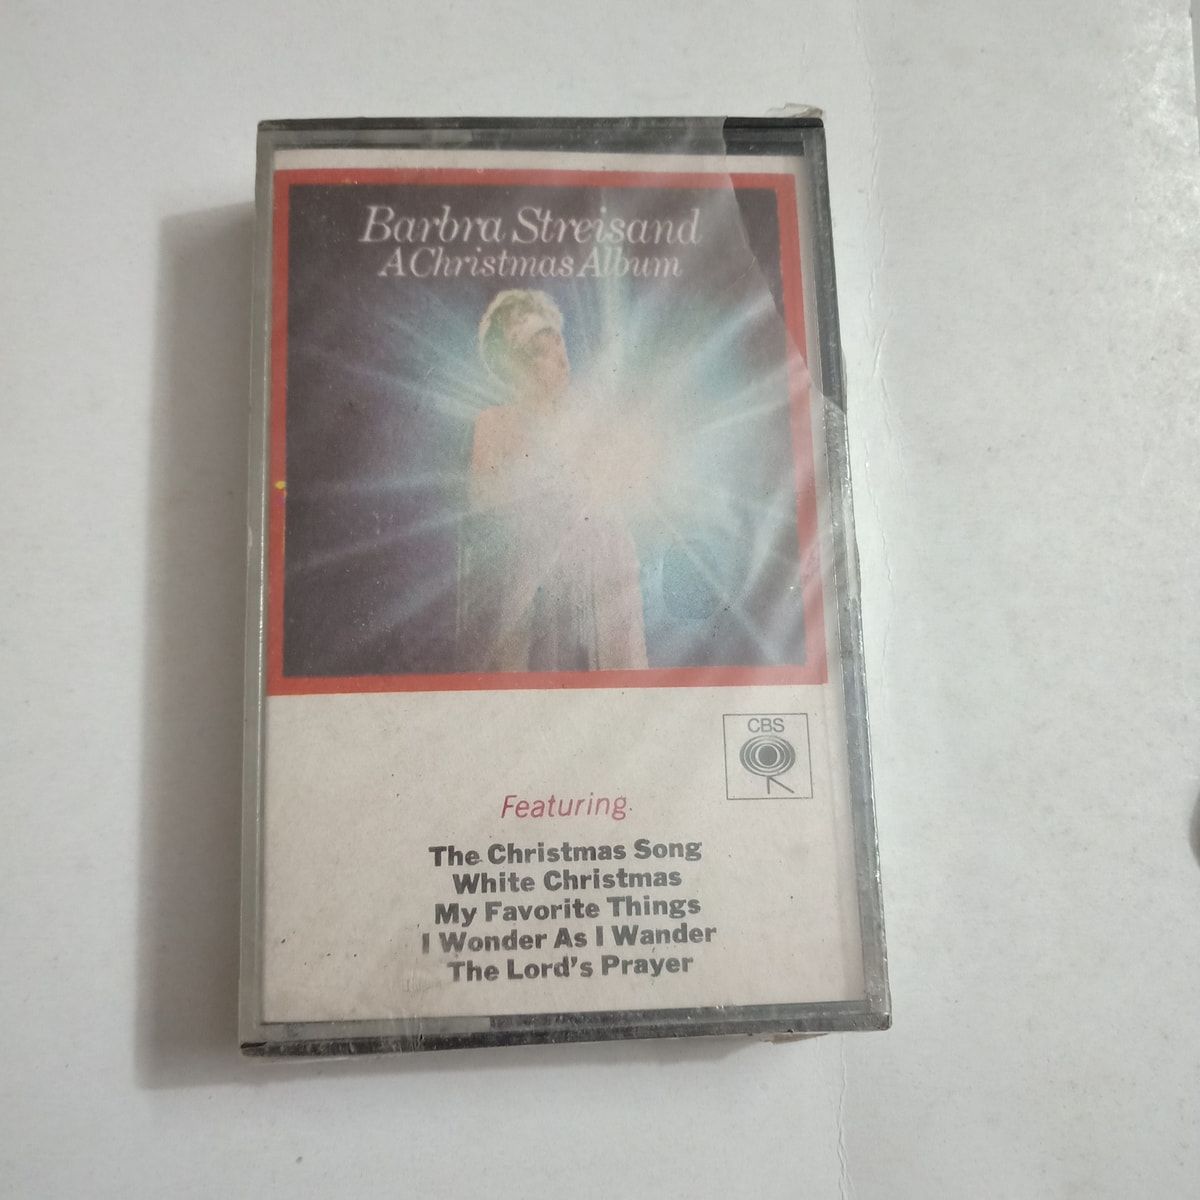 Barbra Streisand
A Christmas Album
CBS
Featuring
The Christmas Song
White Christmas
My Favorite Things
I Wonder As I Wander
The Lord's Prayer